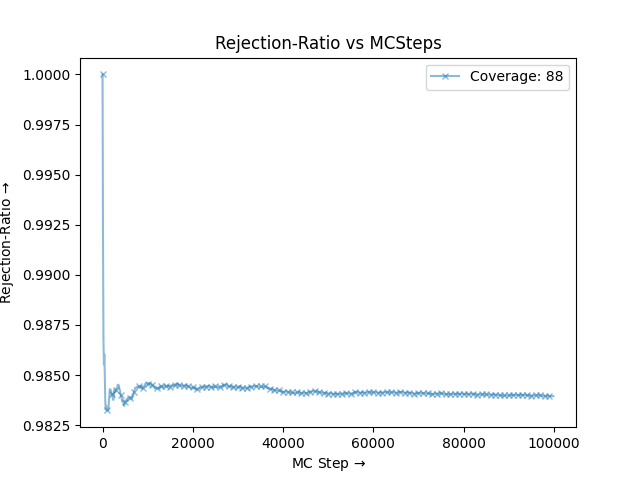 Rejection-Ratio vs MCSteps
Coverage: 88
Rejection-Ratio →
1.0000
0.9975
0.9950
0.9925
0.9900
0.9875
0.9850
0.9825
0 20000 40000 60000 80000 100000
MC Step →